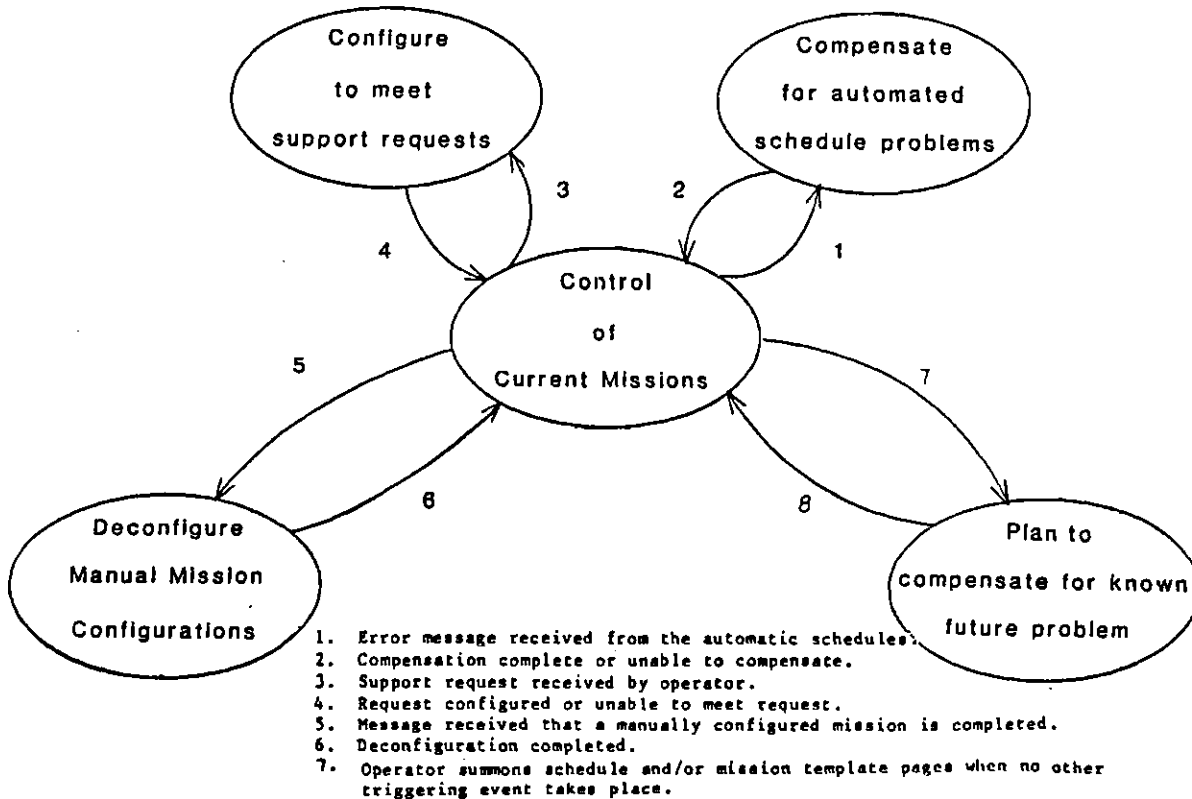 Configure
to meet
support requests
Compensate
for automated
schedule problems
2
3
1
4
Control
of
Current Missions
5
7
6
8
Deconfigure
Manual Mission
Configurations
Plan to
compensate for known
future problem
1. Error message received from the automatic schedules.
2. Compensation complete or unable to compensate.
3. Support request received by operator.
4. Request configured or unable to meet request.
5. Message received that a manually configured mission is completed.
6. Deconfiguration completed.
7. Operator summons schedule and/or mission template pages when no other
triggering event takes place.